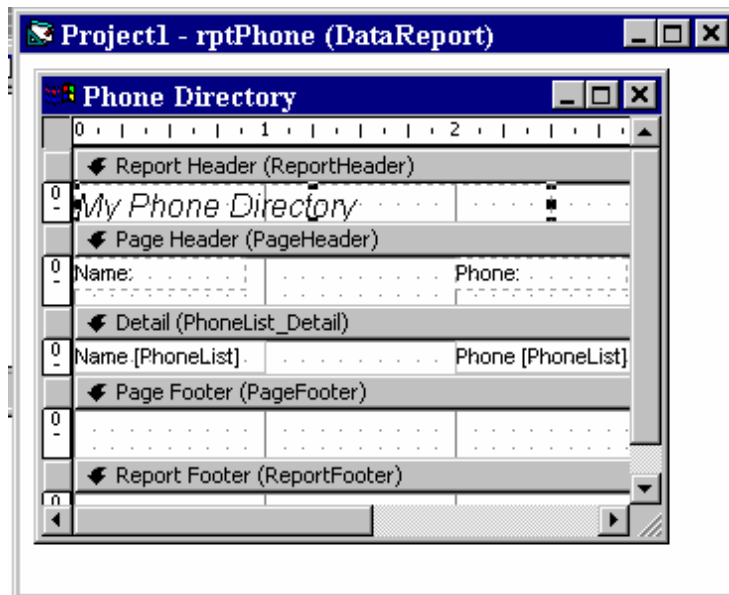 Project1 - rptPhone (DataReport)
Phone Directory
0 1 2
Report Header (ReportHeader)
0
My Phone Directory
Page Header (PageHeader)
0
Name: Phone:
Detail (PhoneList_Detail)
0
Name [PhoneList] Phone [PhoneList]
Page Footer (PageFooter)
0
Report Footer (ReportFooter)
0